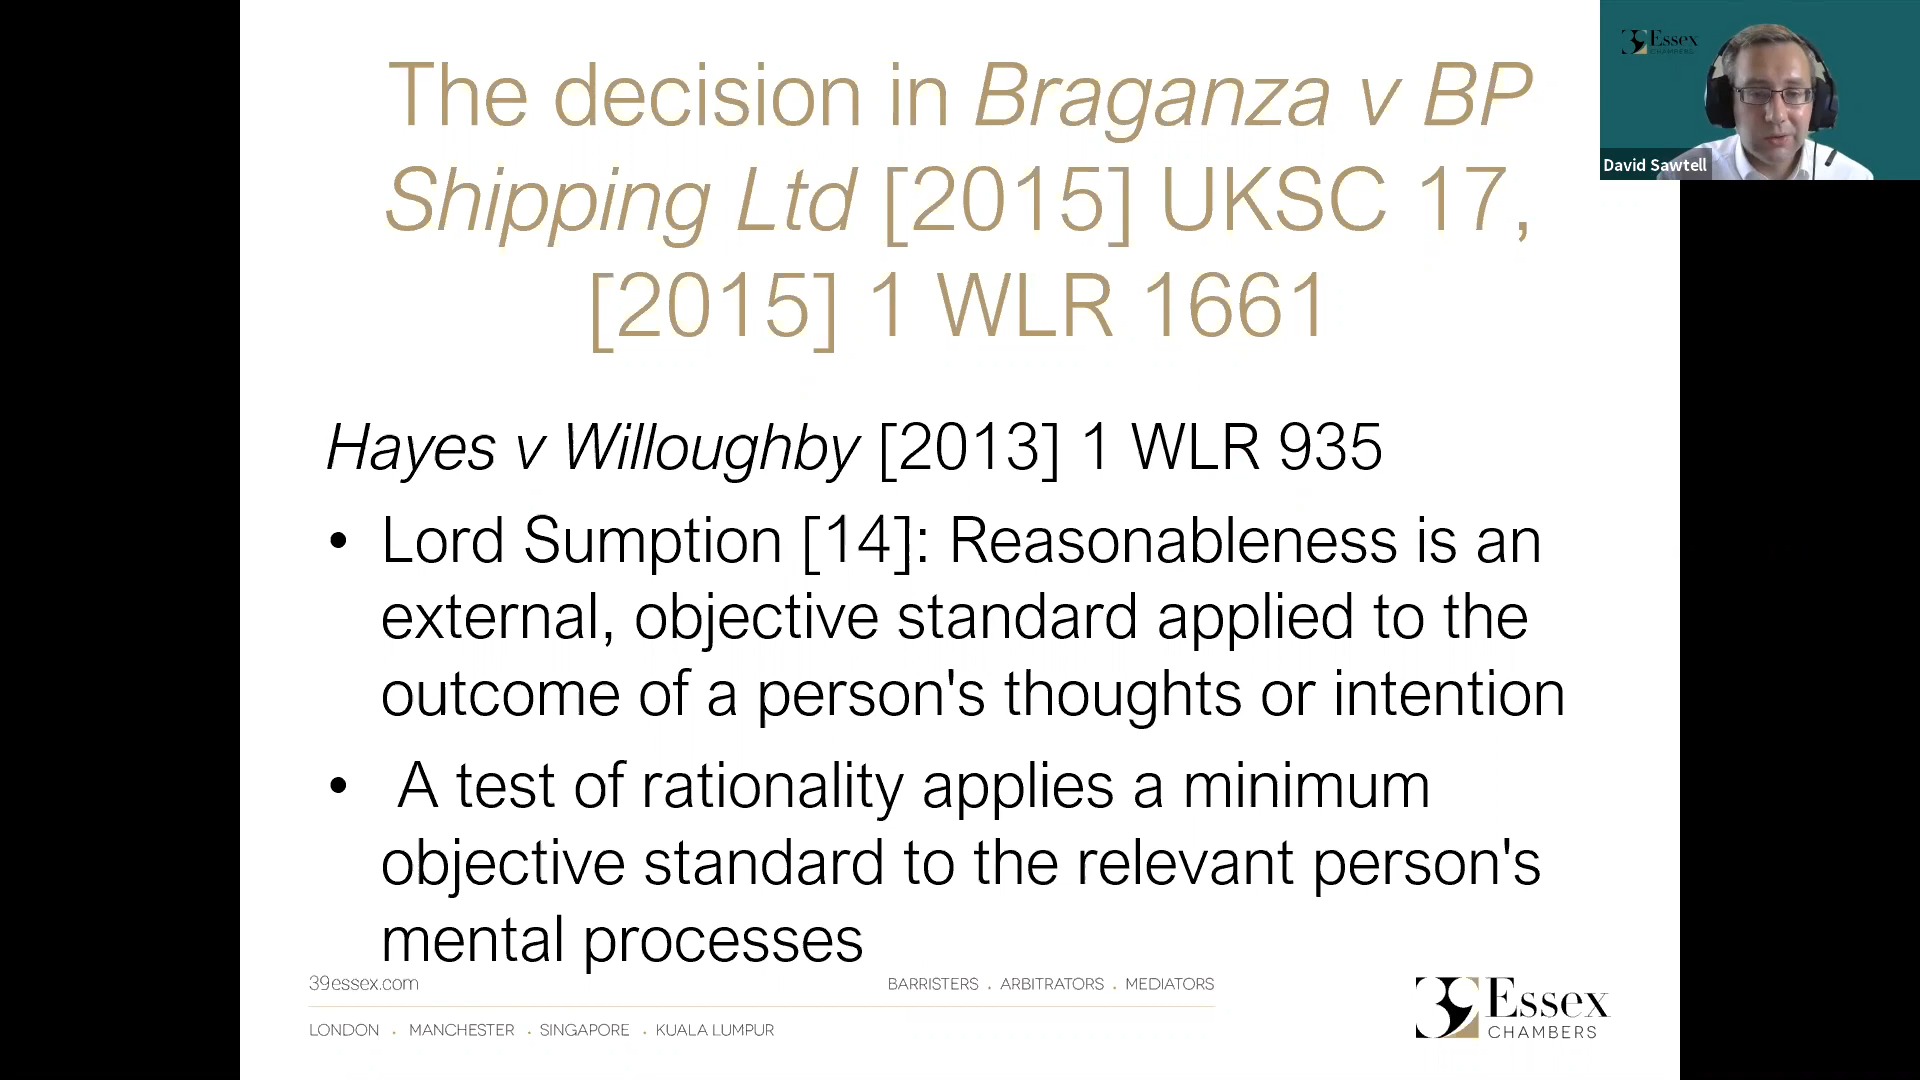 The decision in Braganza v BP
Shipping Ltd [2015] UKSC 17,
[2015] 1 WLR 1661
Hayes v Willoughby [2013] 1 WLR 935
• Lord Sumption [14]: Reasonableness is an
external, objective standard applied to the
outcome of a person's thoughts or intention
• A test of rationality applies a minimum
objective standard to the relevant person's
mental processes
39essex.com
BARRISTERS . ARBITRATORS . MEDIATORS
LONDON . MANCHESTER . SINGAPORE . KUALA LUMPUR
39 Essex
CHAMBERS
39 Essex
CHAMBERS
David Sawtell